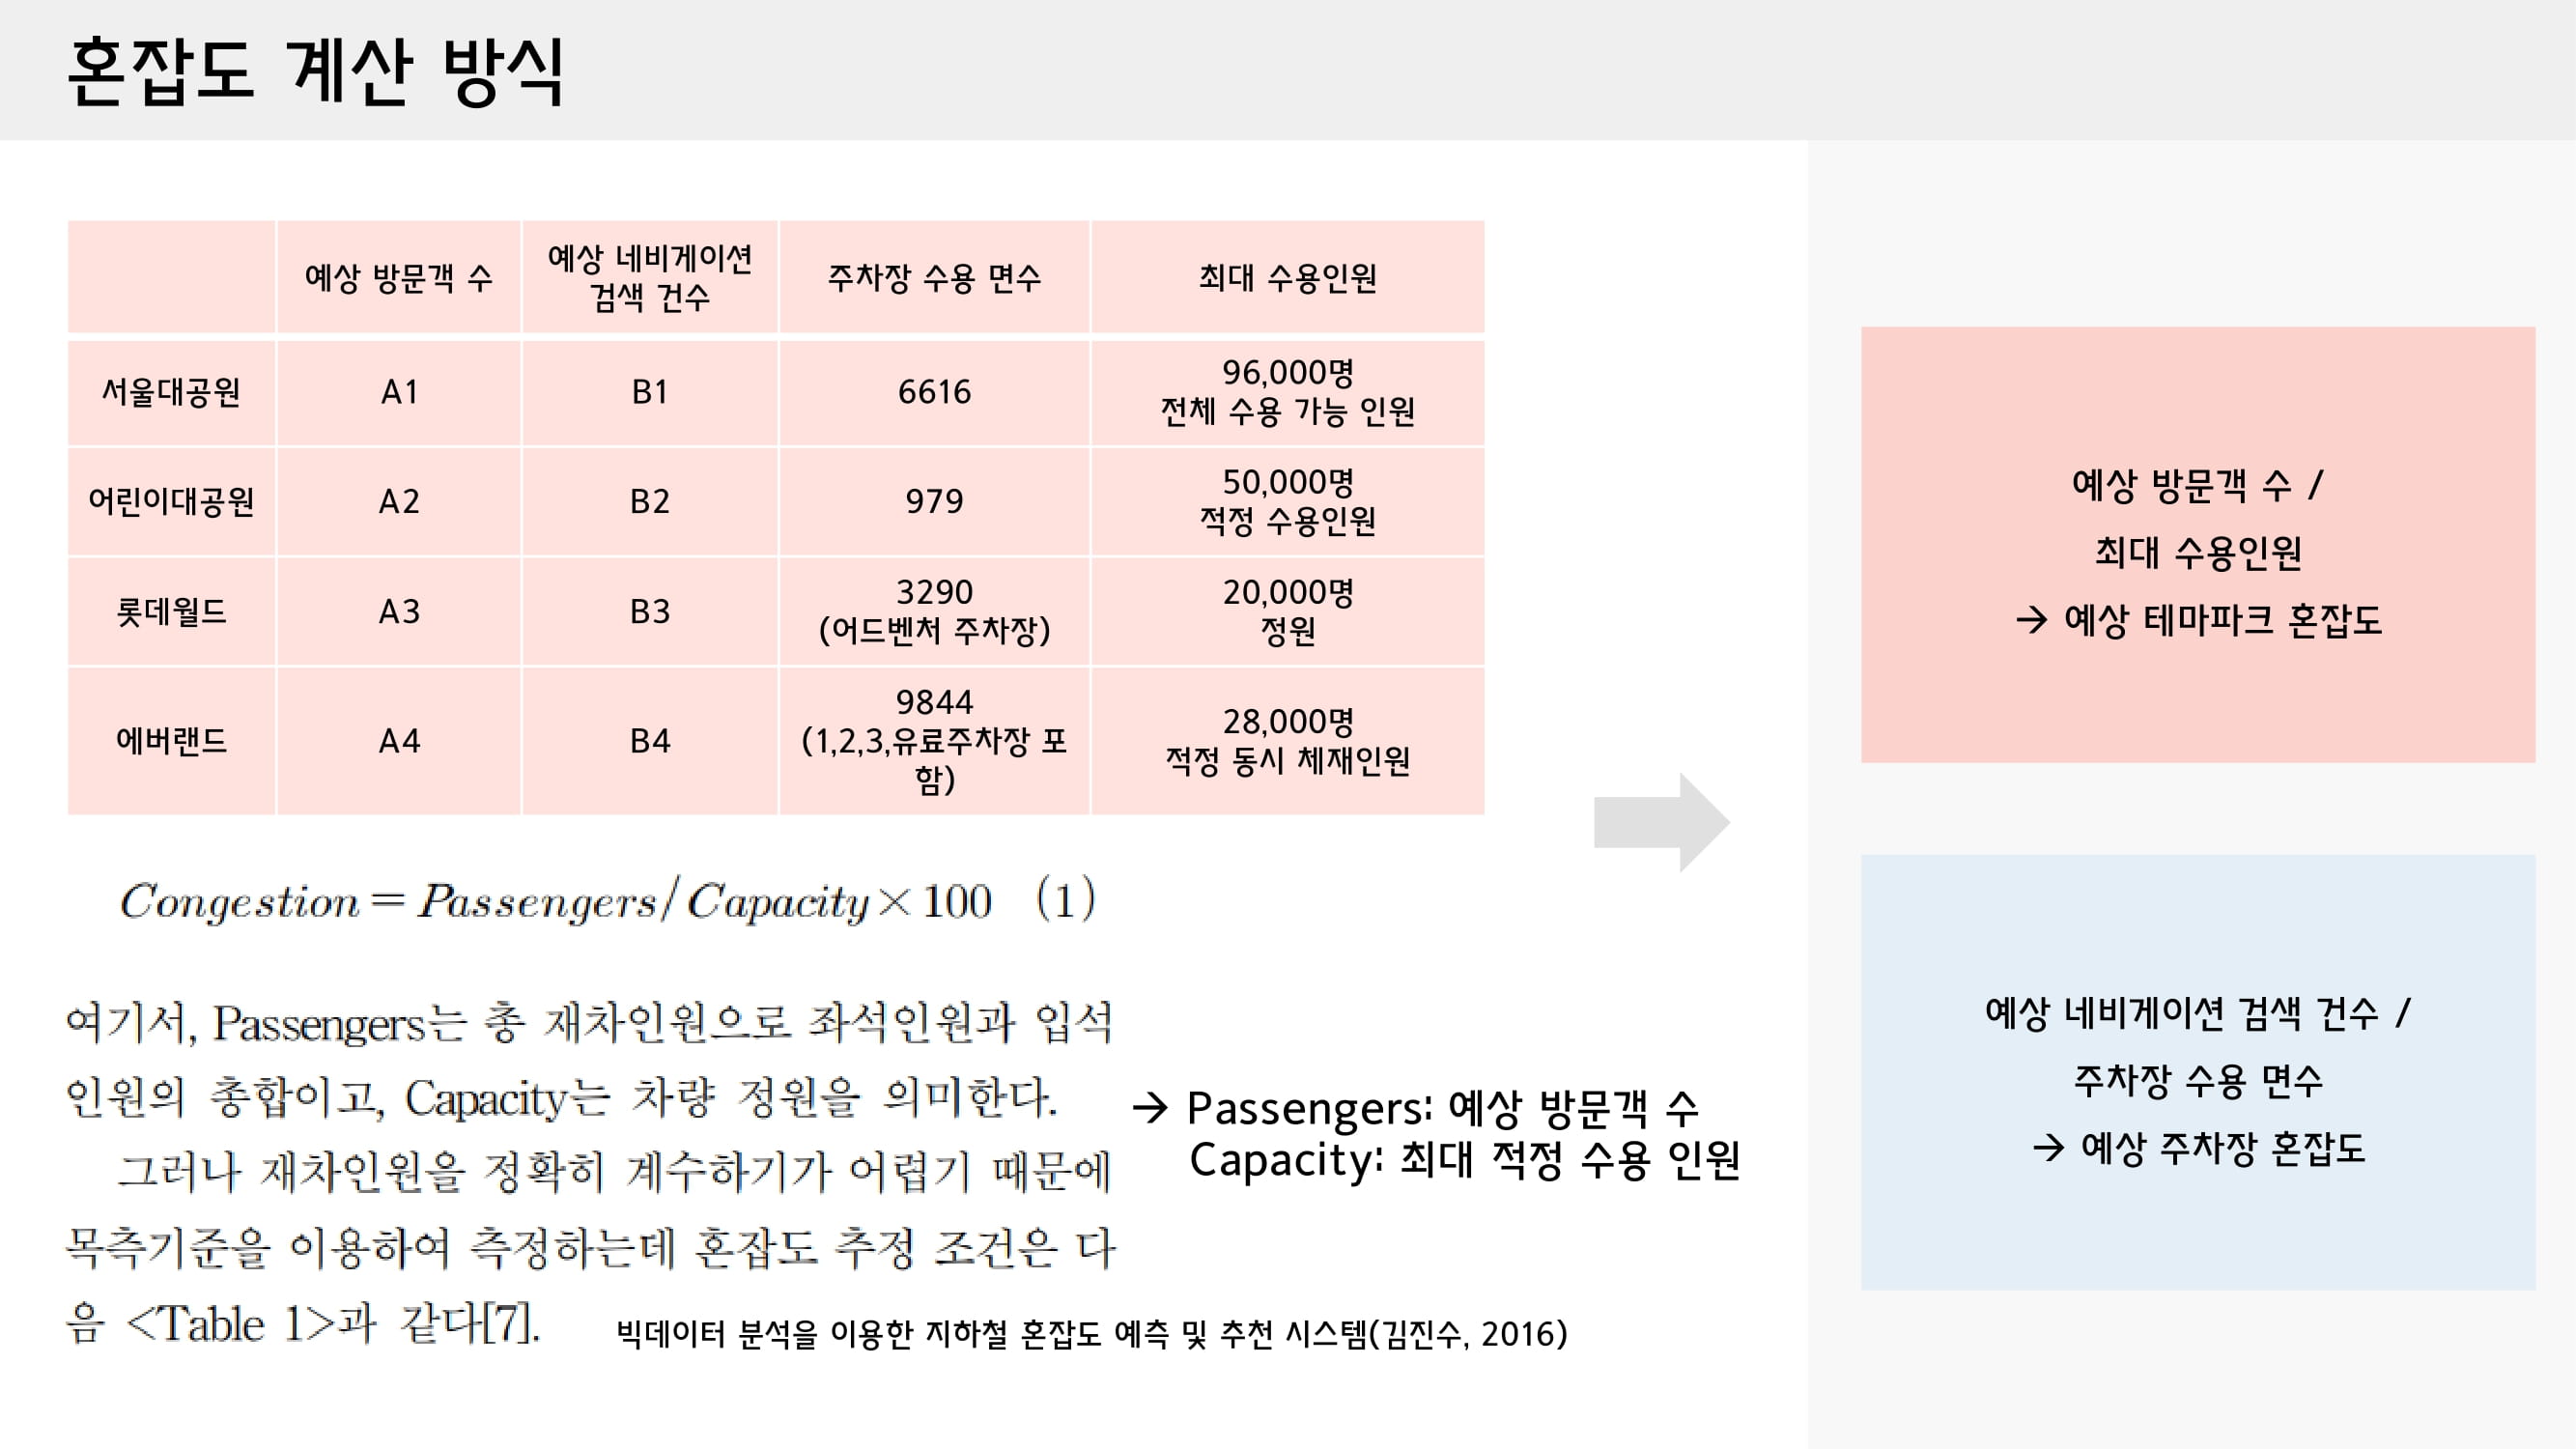 혼잡도 계산 방식
예상 방문객 수
예상 네비게이션
검색 건수
주차장 수용 면수
최대 수용인원
서울대공원
A1
B1
6616
96,000명
전체 수용 가능 인원
어린이대공원
A2
B2
979
50,000명
적정 수용인원
롯데월드
A3
B3
3290
(어드벤처 주차장)
20,000명
정원
에버랜드
A4
B4
9844
(1,2,3,유료주차장 포
함)
28,000명
적정 동시 체재인원
Congestion = Passengers/Capacity×100 (1)
여기서, Passengers는 총 재차인원으로 좌석인원과 입석
인원의 총합이고, Capacity는 차량 정원을 의미한다.
그러나 재차인원을 정확히 계수하기가 어렵기 때문에
목측기준을 이용하여 측정하는데 혼잡도 추정 조건은 다
음 <Table 1>과 같다[7].
→ Passengers: 예상 방문객 수
Capacity: 최대 적정 수용 인원
빅데이터 분석을 이용한 지하철 혼잡도 예측 및 추천 시스템(김진수, 2016)
예상 방문객 수 /
최대 수용인원
→ 예상 테마파크 혼잡도
예상 네비게이션 검색 건수 /
주차장 수용 면수
→ 예상 주차장 혼잡도